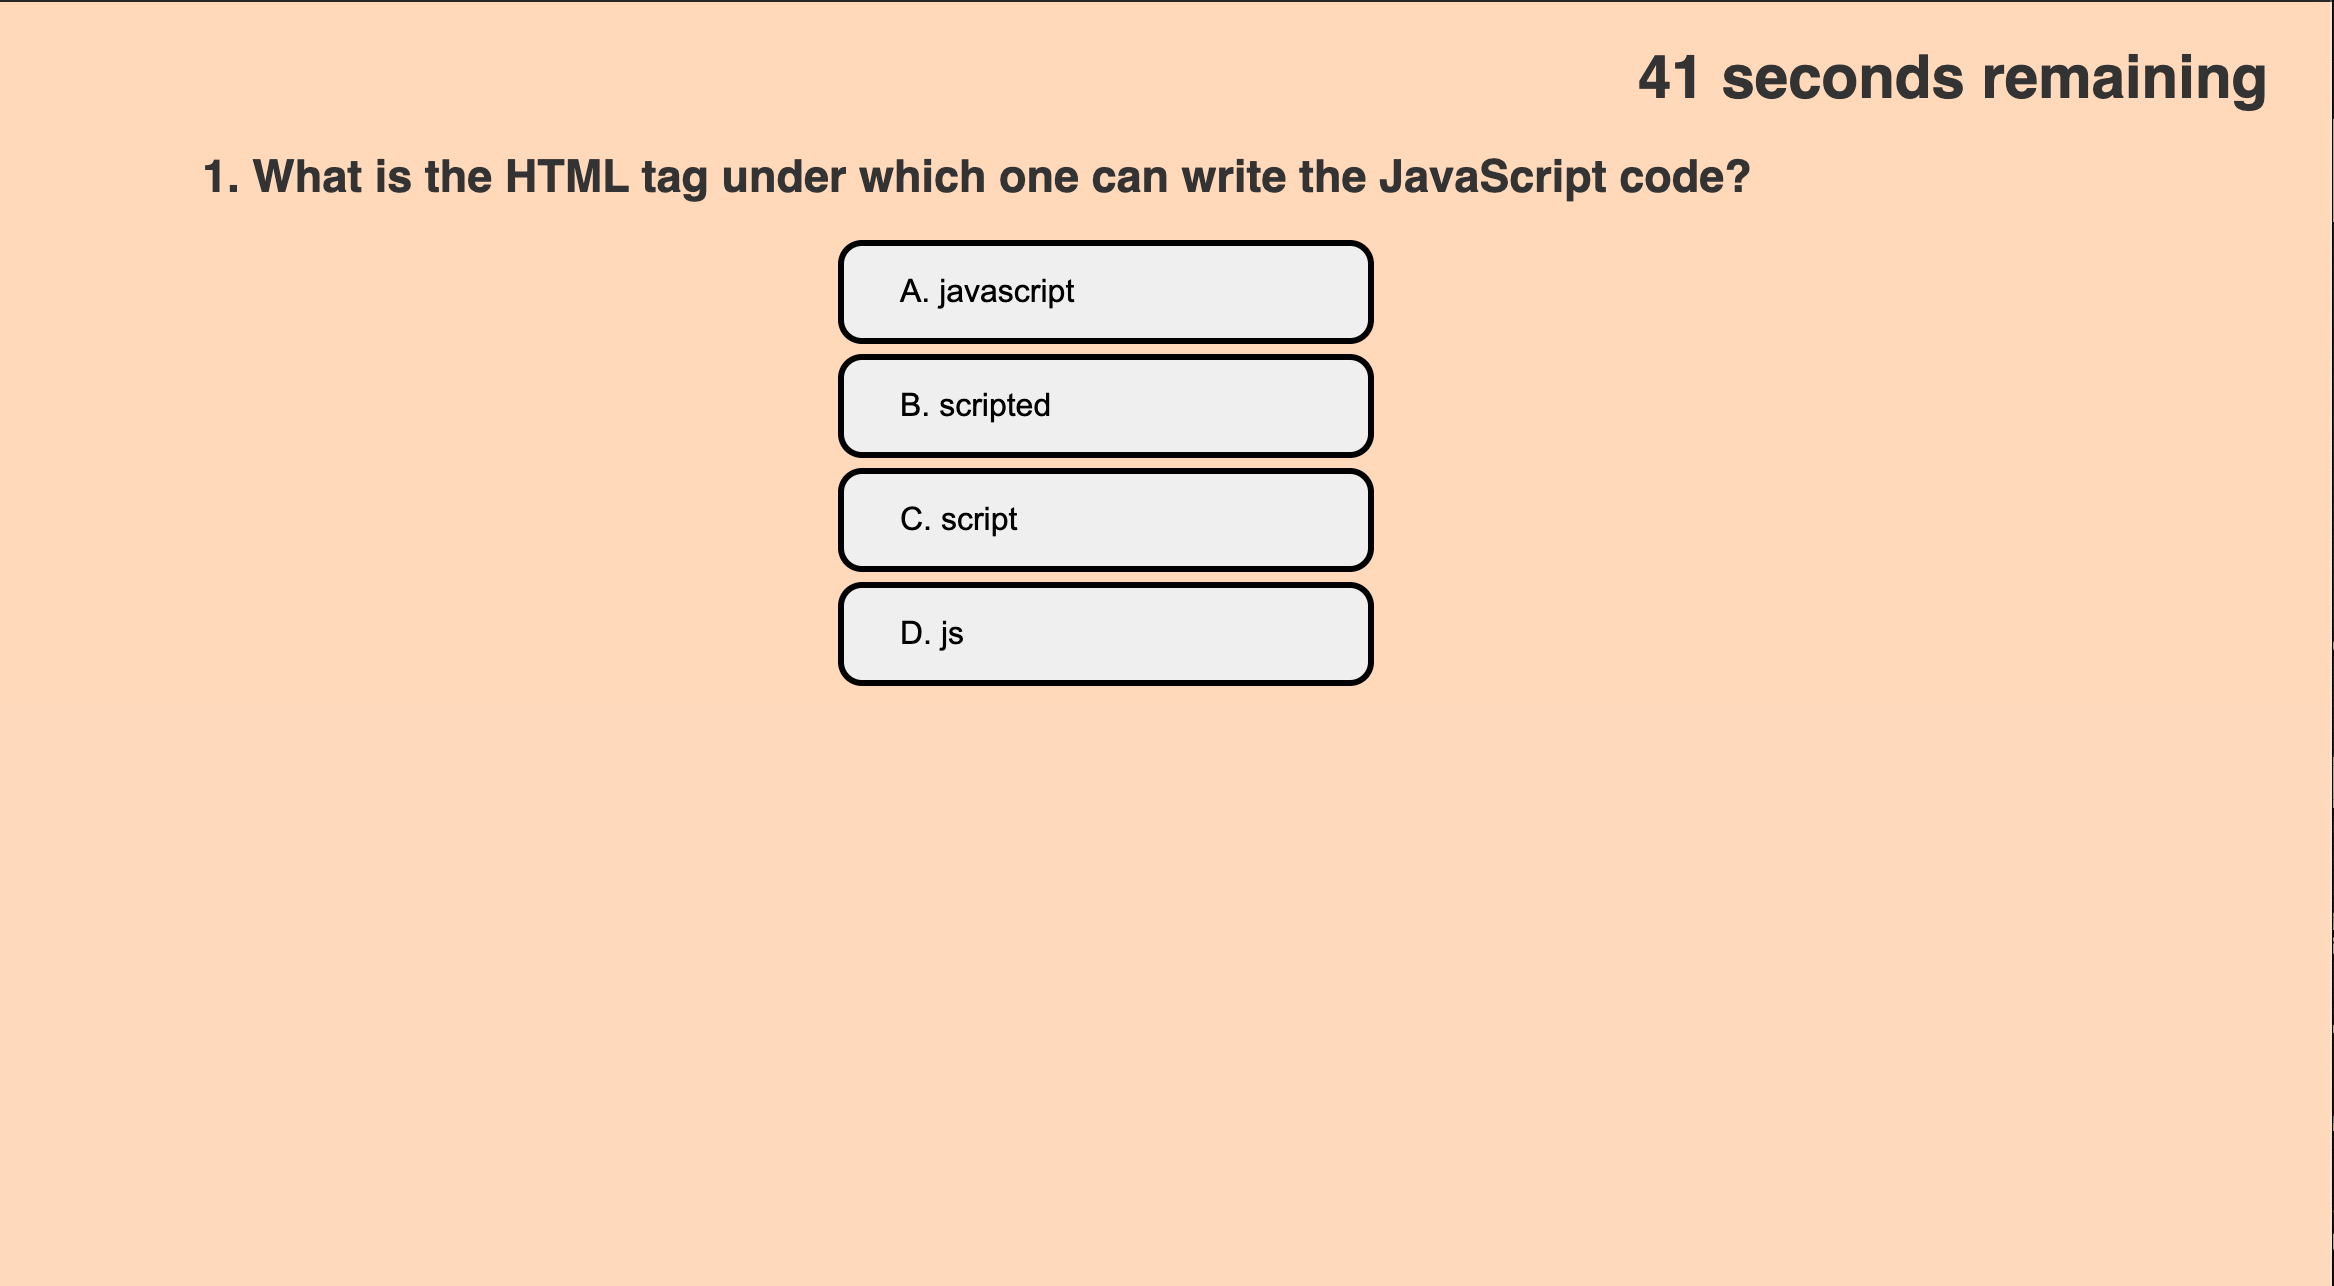 41 seconds remaining
1. What is the HTML tag under which one can write the JavaScript code?
A. javascript
B. scripted
C. script
D. js